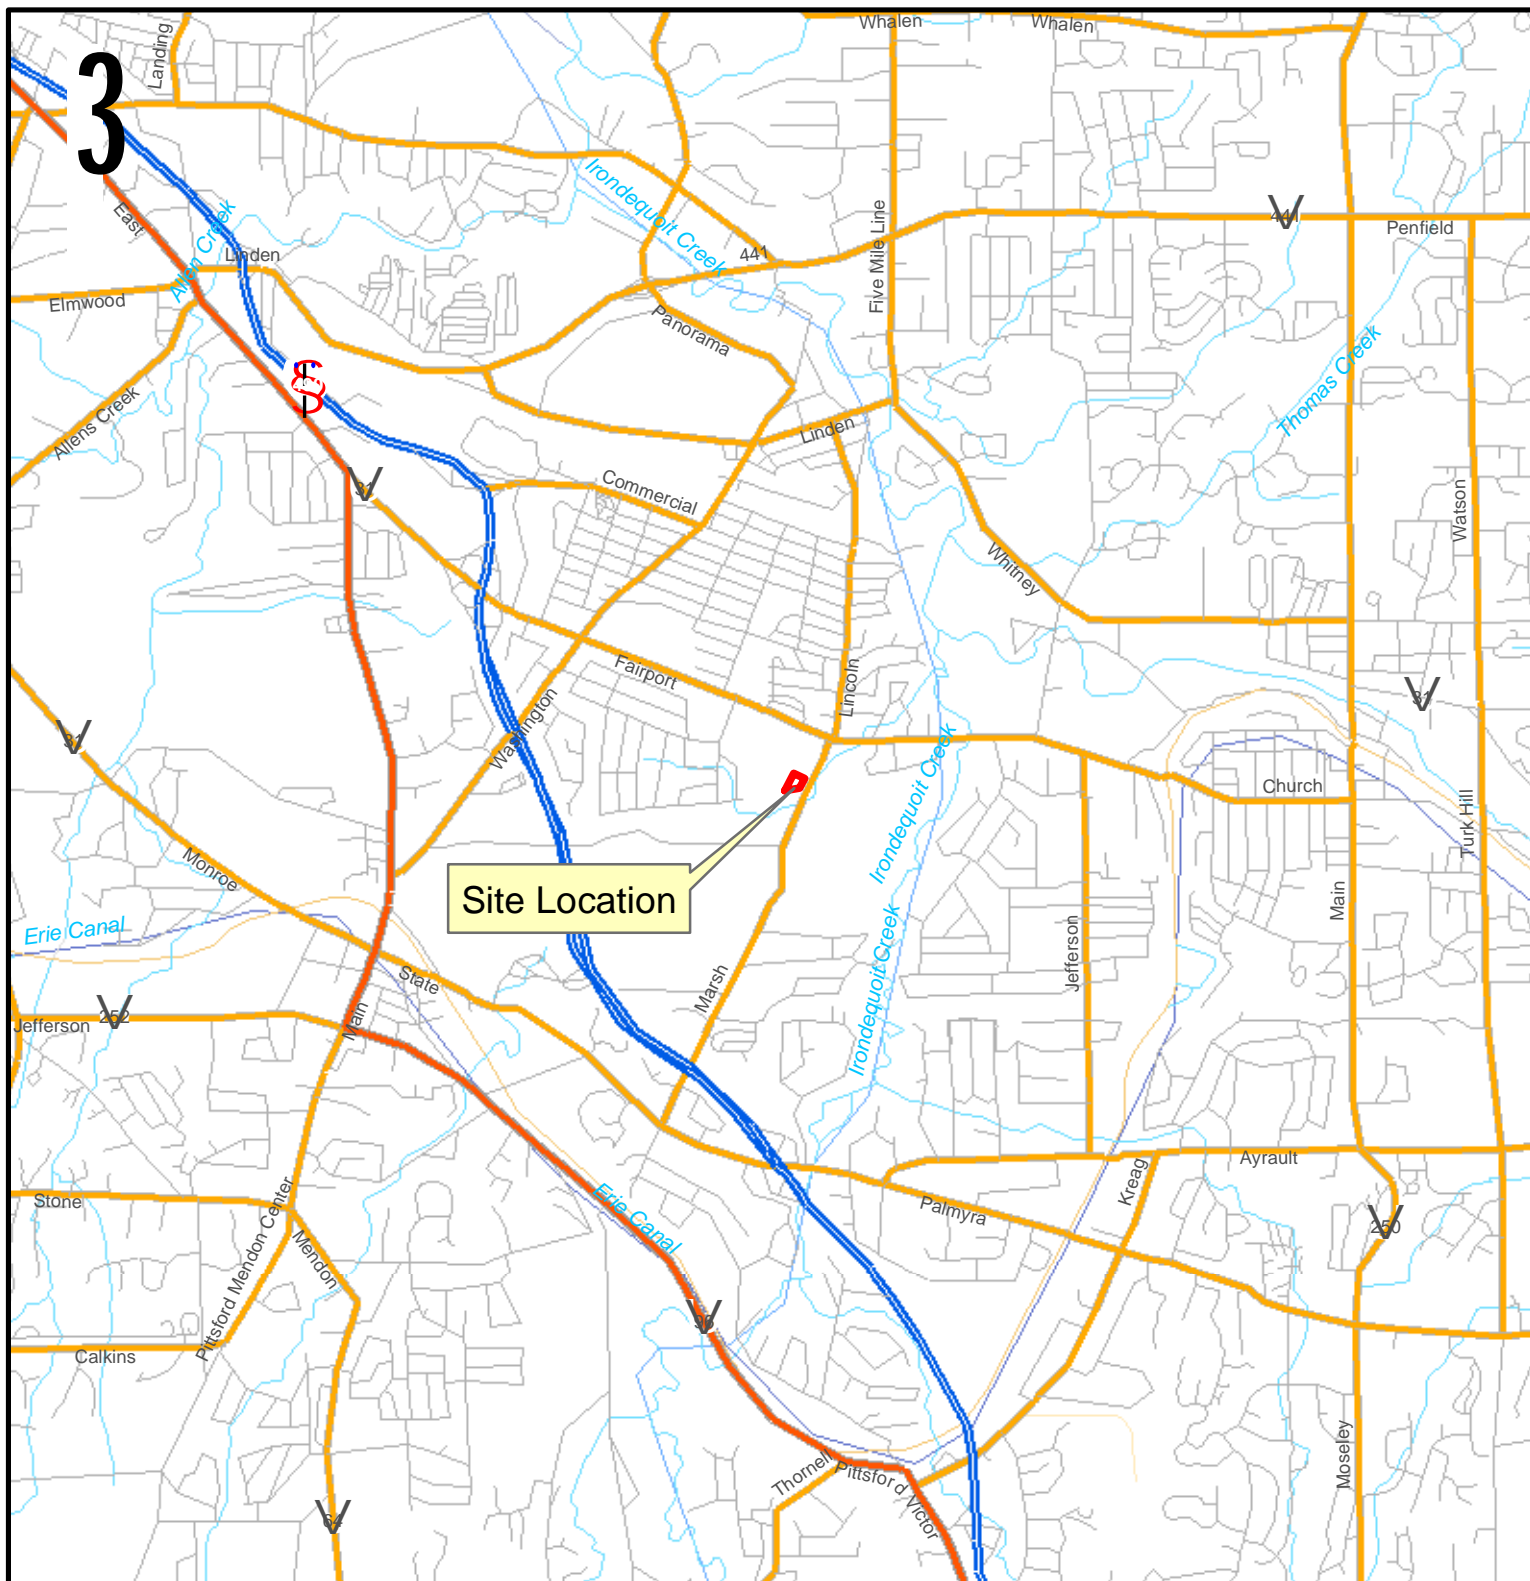 Whalen
Whalen
Landing
3
East
Allen Creek
Linden
Elmwood
Irondequoit Creek
441
Five Mile Line
441
Penfield
Panorama
Thomas Creek
Allens Creek
Linden
31
Commercial
Watson
Whitney
Fairport
Lincoln
31
Washington
31
Irondequoit Creek
Church
Turk Hill
Monroe
Site Location
Main
Erie Canal
State
Marsh
Irondequoit Creek
Jefferson
252
Jefferson
Main
Ayrault
Kreag
Stone
Pittsford Mendon Center
Mendon
Erie Canal
Palmyra
250
96
Calkins
Moseley
Thornell
Pittsford Victor
64